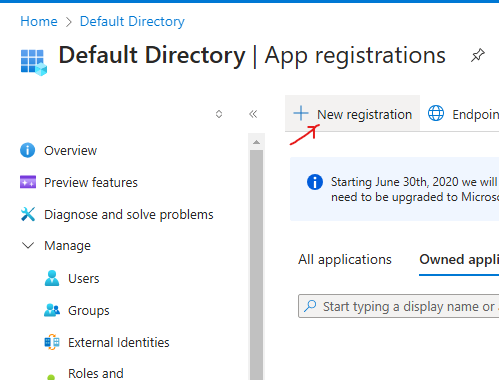 Home > Default Directory >
Default Directory | App registrations
+ New registration
Endpoin
Overview
Preview features
Diagnose and solve problems
Manage
Users
Groups
External Identities
Roles and
Starting June 30th, 2020 we will
need to be upgraded to Microso
All applications
Owned appli
Start typing a display name or a